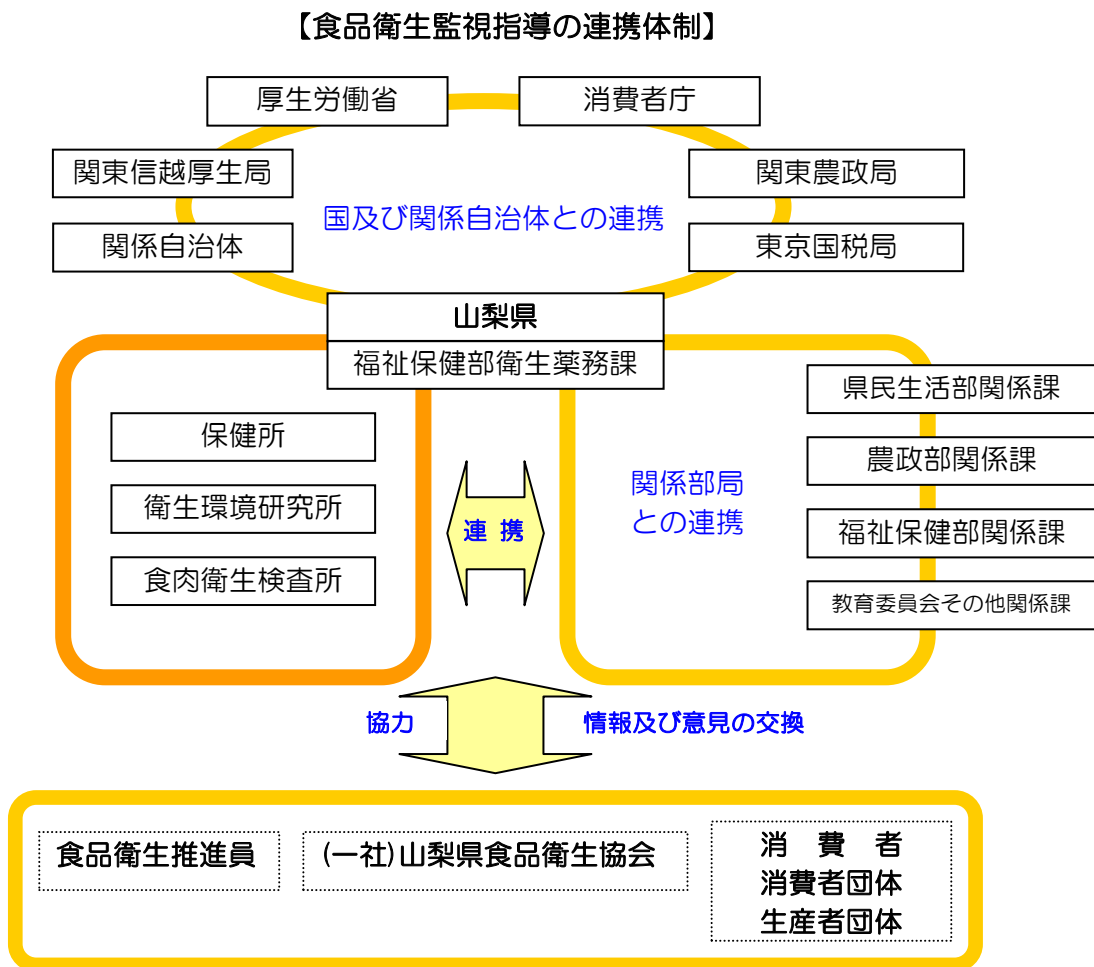 【食品衛生監視指導の連携体制】
厚生労働省
消費者庁
関東信越厚生局
関東農政局
国及び関係自治体との連携
関係自治体
東京国税局
山梨県
福祉保健部衛生薬務課
県民生活部関係課
保健所
農政部関係課
関係部局
との連携
衛生環境研究所
連 携
福祉保健部関係課
食肉衛生検査所
教育委員会その他関係課
協力
情報及び意見の交換
食品衛生推進員
(一社)山梨県食品衛生協会
消 費 者
消費者団体
生産者団体